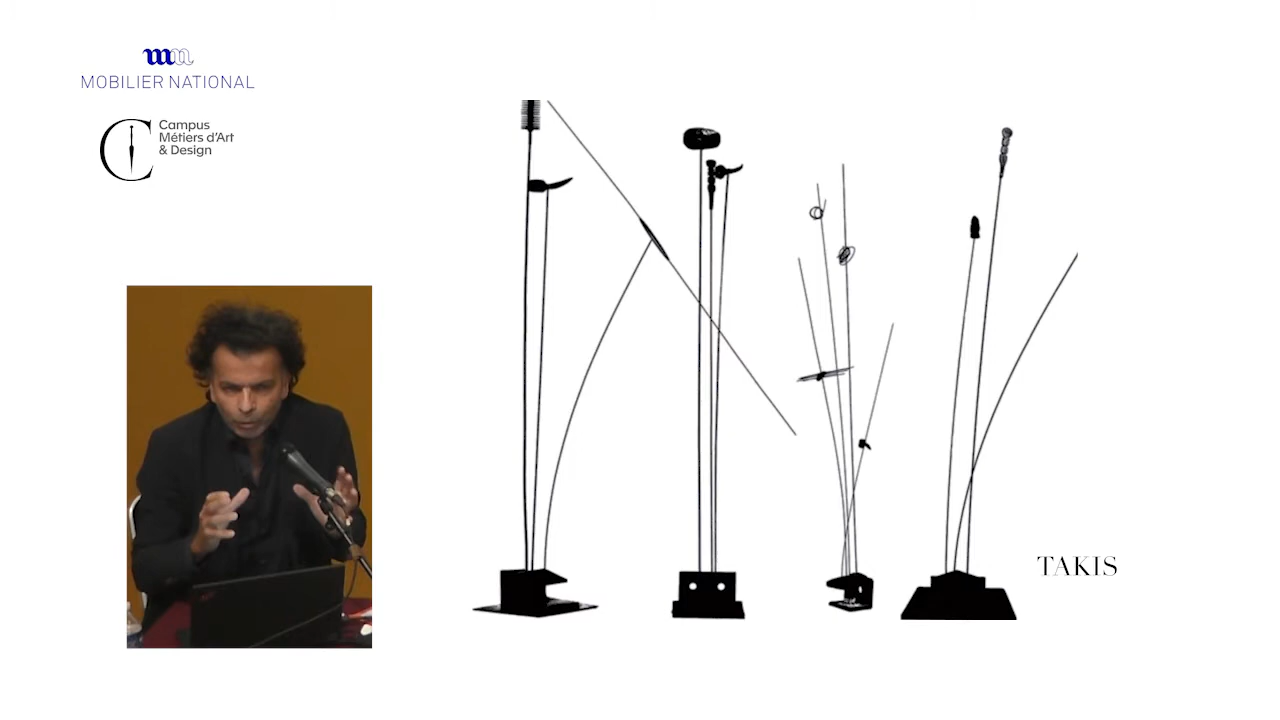 MOBILIER NATIONAL
Campus
Métiers d'Art
& Design
TAKIS